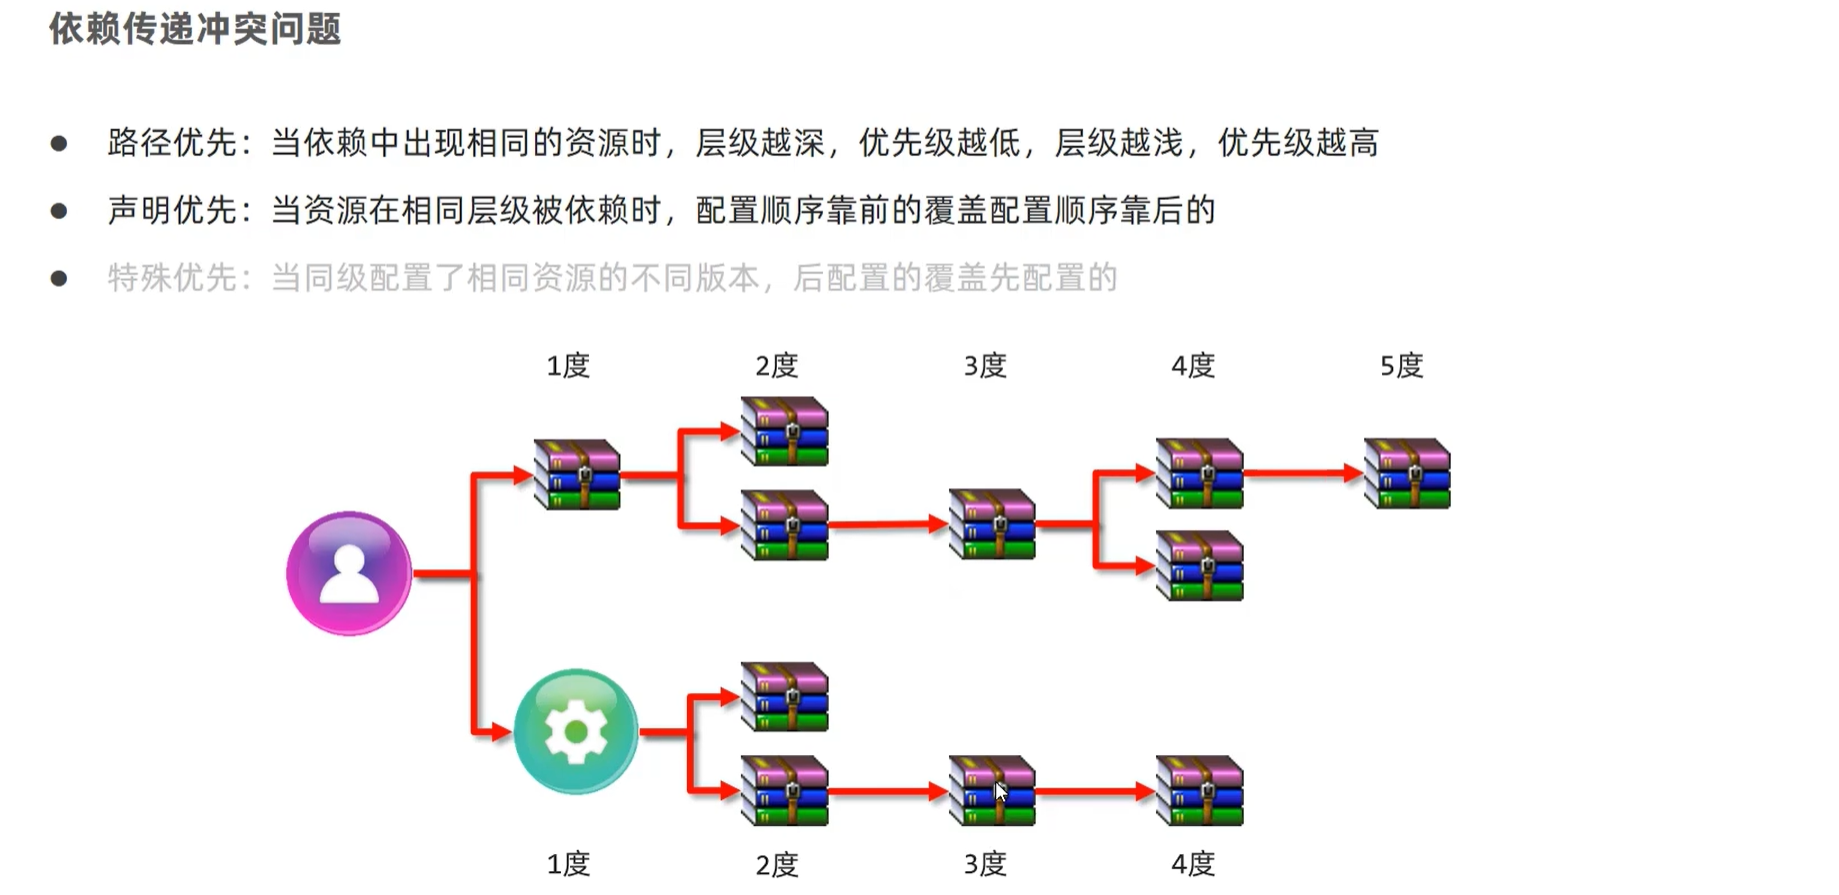 依赖传递冲突问题
● 路径优先：当依赖中出现相同的资源时，层级越深，优先级越低，层级越浅，优先级越高
● 声明优先：当资源在相同层级被依赖时，配置顺序靠前的覆盖配置顺序靠后的
● 特殊优先：当同级配置了相同资源的不同版本，后配置的覆盖先配置的
1度 2度 3度 4度 5度
1度 2度 3度 4度